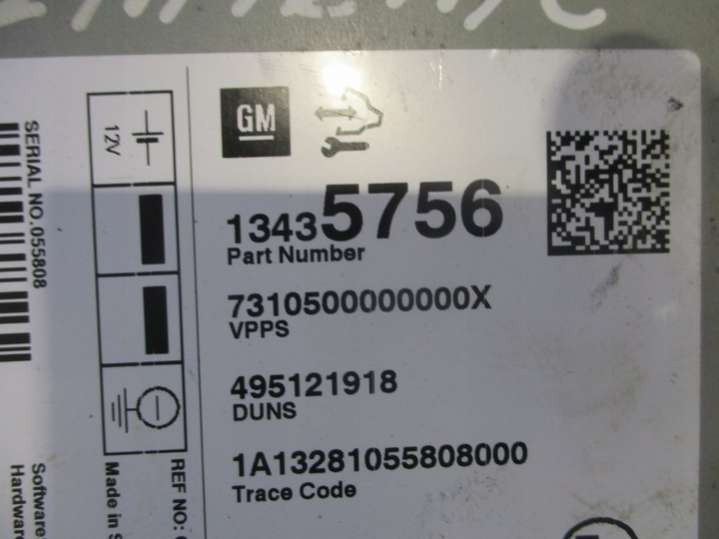 GM
13435756
Part Number
7310500000000X
VPPS
495121918
DUNS
1A13281055808000
Trace Code
12V
SERIAL NO.055808
REF NO:
Made in
Software
Hardware